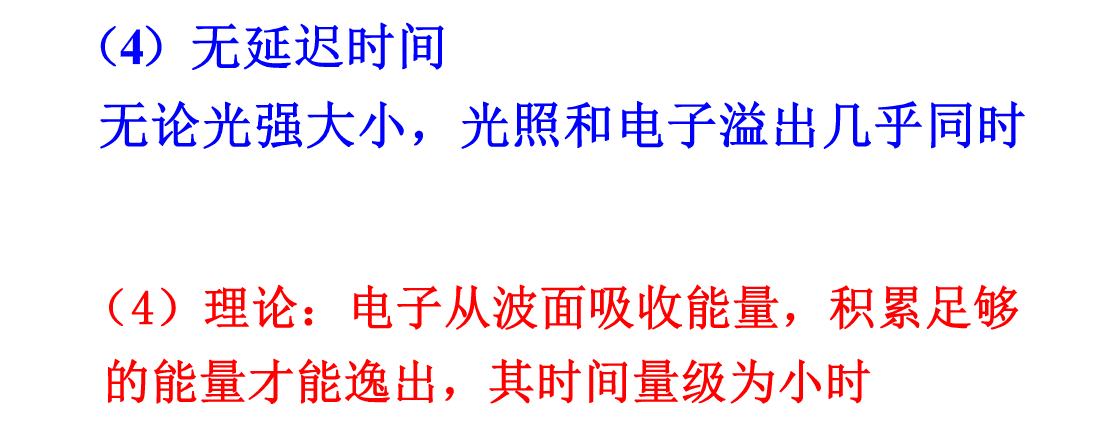 （4）无延迟时间
无论光强大小，光照和电子溢出几乎同时
（4）理论：电子从波面吸收能量，积累足够
的能量才能逸出，其时间量级为小时